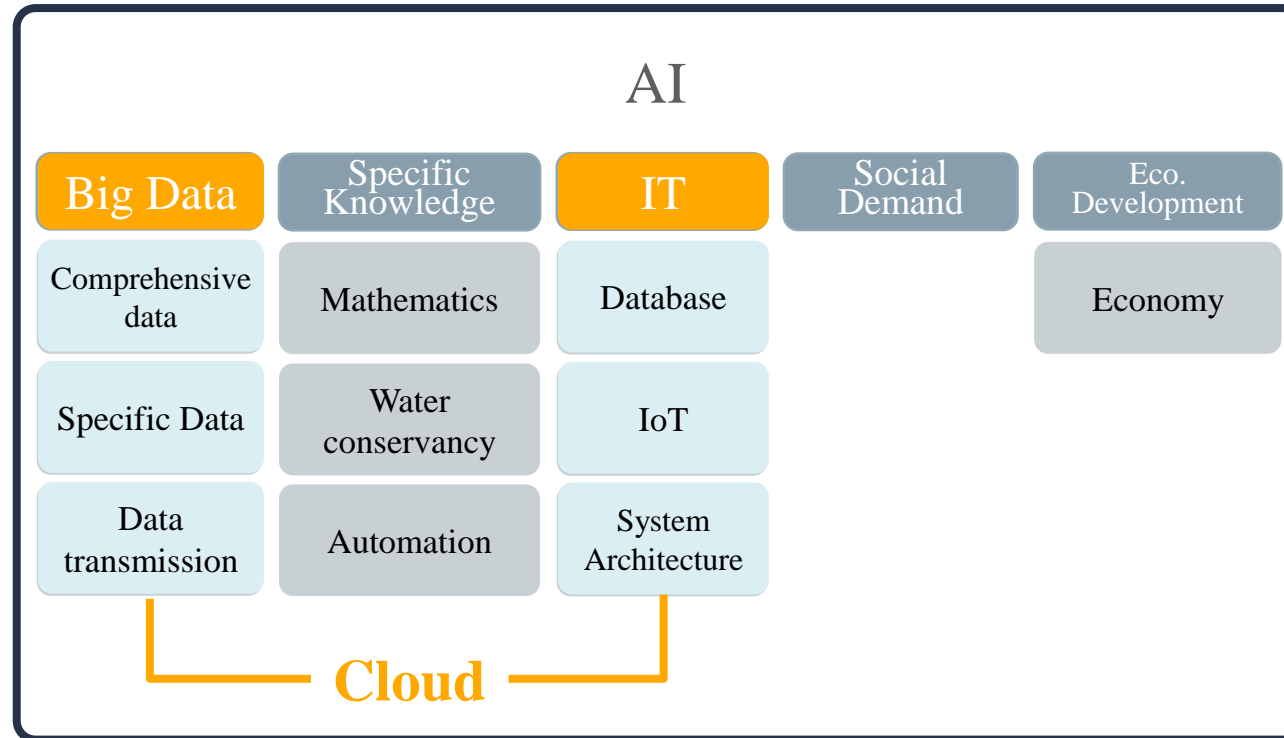 AI
Big Data
Specific
Knowledge
IT
Social
Demand
Eco.
Development
Comprehensive
data
Mathematics
Database
Economy
Specific Data
Water
conservancy
IoT
Data
transmission
Automation
System
Architecture
Cloud